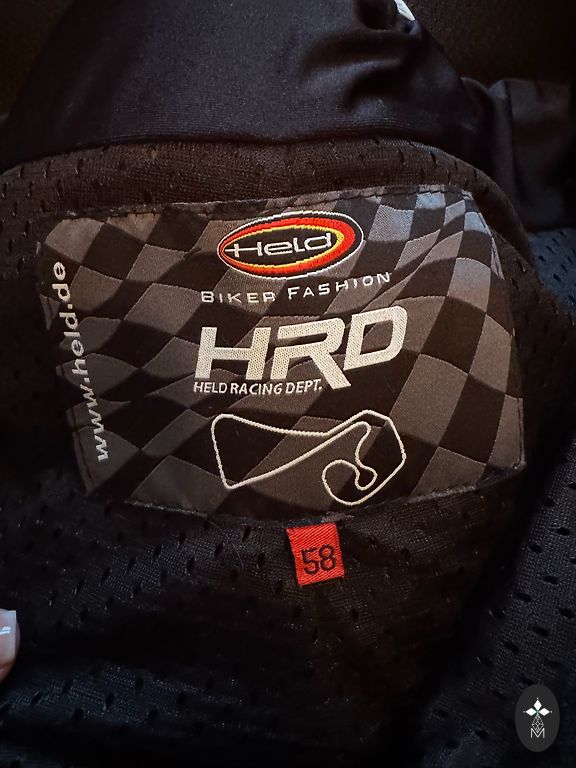 Held
BIKER FASHION
HRD
HELD RACING DEPT.
www.held.de
58
M